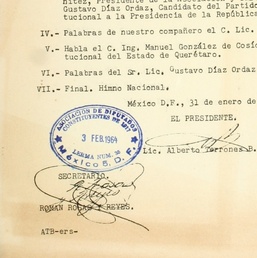 nítez, Presidente de la
Gustavo Díaz Ordaz, Candidato del Partido
tucional a la Presidencia de la República
IV.- Palabras de nuestro compañero el C. Lic.
V.- Habla el C. Ing. Manuel González de Cosío
tucional del Estado de Querétaro.
VI.- Palabras del Sr. Lic. Gustavo Díaz Ordaz
VII.- Final. Himno Nacional.
México D.F., 31 de enero de
EL PRESIDENTE.
ASOCIACION DE DIPUTADOS
CONSTITUYENTES DE 1917
3 FEB. 1964
LERMA NUM. 35
México 5, D. F.
Lic. Alberto Terrones B.
SECRETARIO.
ROMAN ROSAS Y REYES.
ATB-ers-